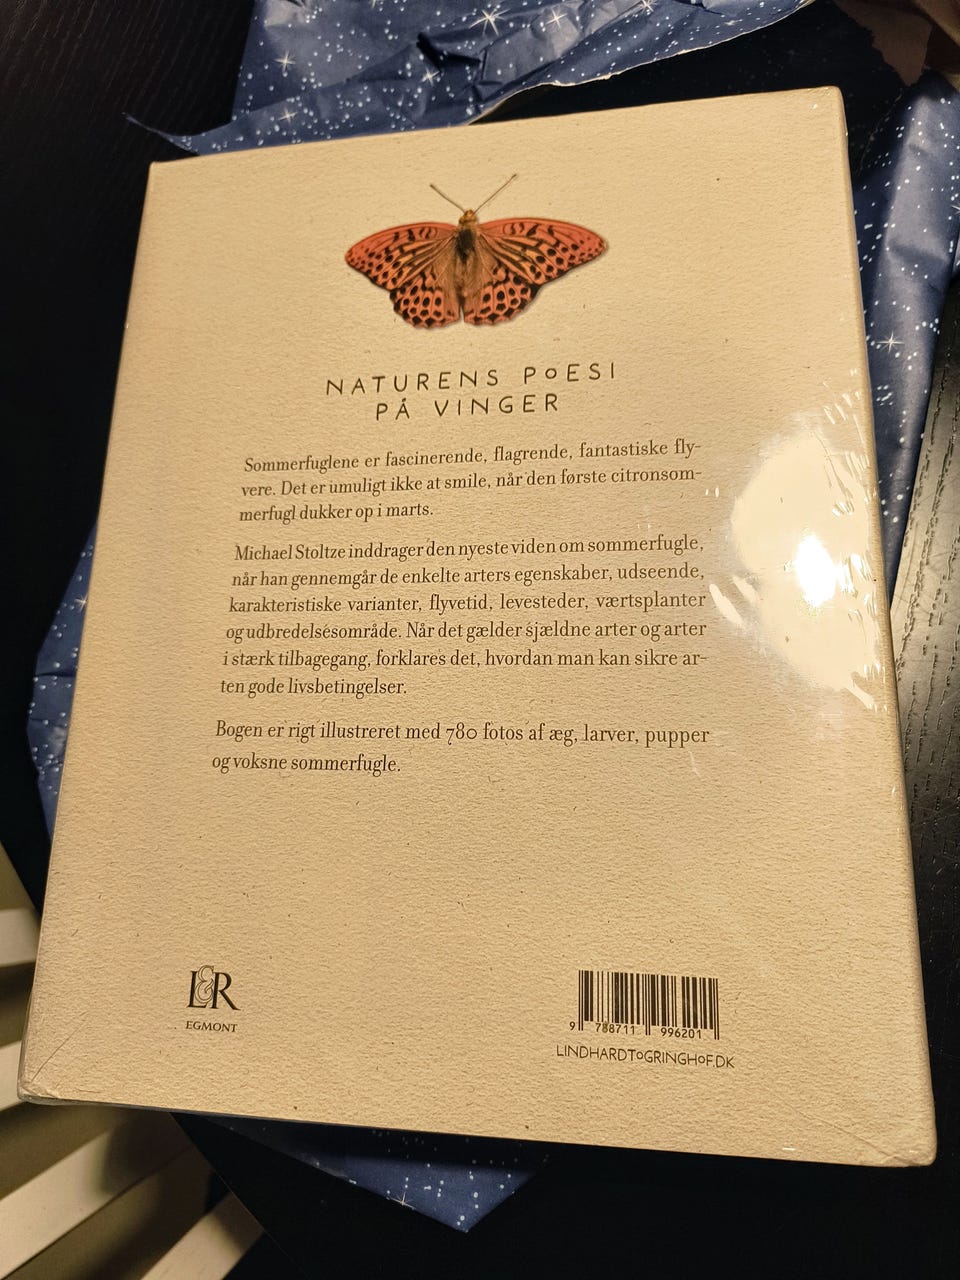 NATURENS POESI
PÅ VINGER
Sommerfuglene er fascinerende, flagrende, fantastiske fly-
vere. Det er umuligt ikke at smile, når den første citronsom-
merfugl dukker op i marts.
Michael Stoltze inddrager den nyeste viden om sommerfugle,
når han gennemgår de enkelte arters egenskaber, udseende,
karakteristiske varianter, flyvetid, levesteder, værtsplanter
og udbredelsesområde. Når det gælder sjældne arter og arter
i stærk tilbagegang, forklares det, hvordan man kan sikre ar-
ten gode livsbetingelser.
Bogen er rigt illustreret med 780 fotos af æg, larver, pupper
og voksne sommerfugle.
L&R
EGMONT
9 788711 996201
LINDHARDTOGRINGHOF.DK